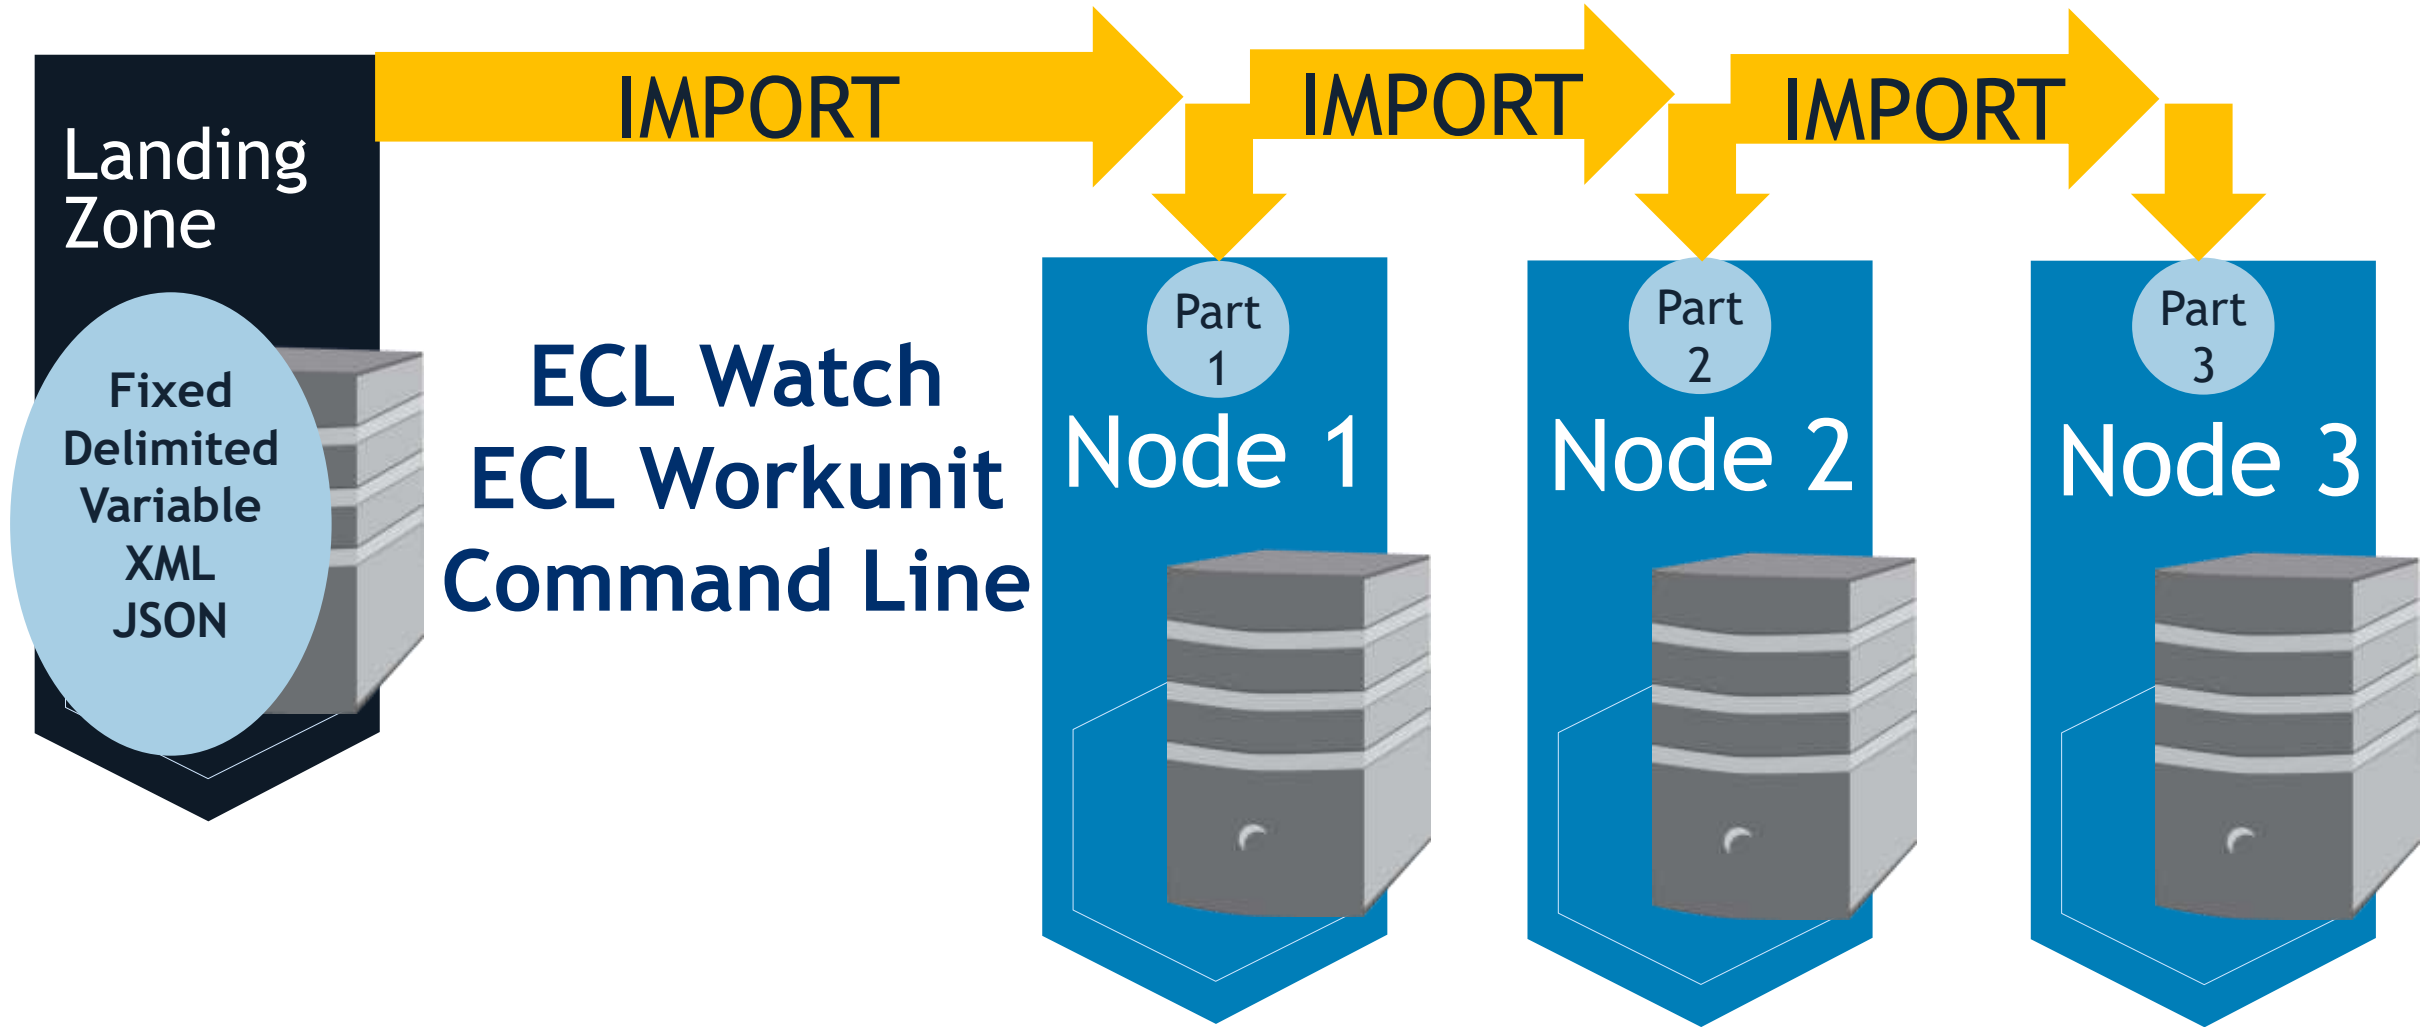 IMPORT
IMPORT
IMPORT
Landing
Zone
Fixed
Delimited
Variable
XML
JSON
ECL Watch
ECL Workunit
Command Line
Part
1
Node 1
Part
2
Node 2
Part
3
Node 3